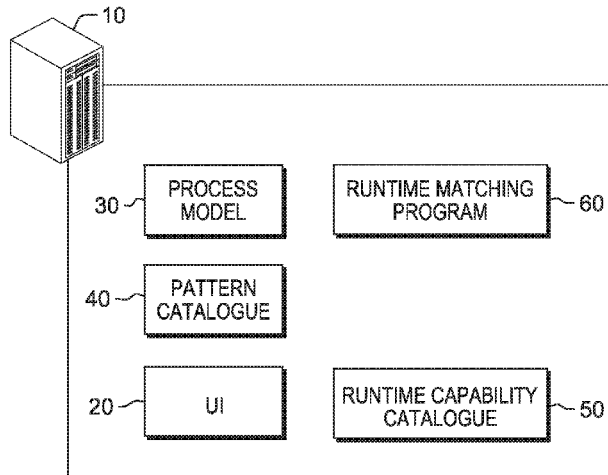 10
30
PROCESS
MODEL
RUNTIME MATCHING
PROGRAM
60
40
PATTERN
CATALOGUE
20
UI
RUNTIME CAPABILITY
CATALOGUE
50